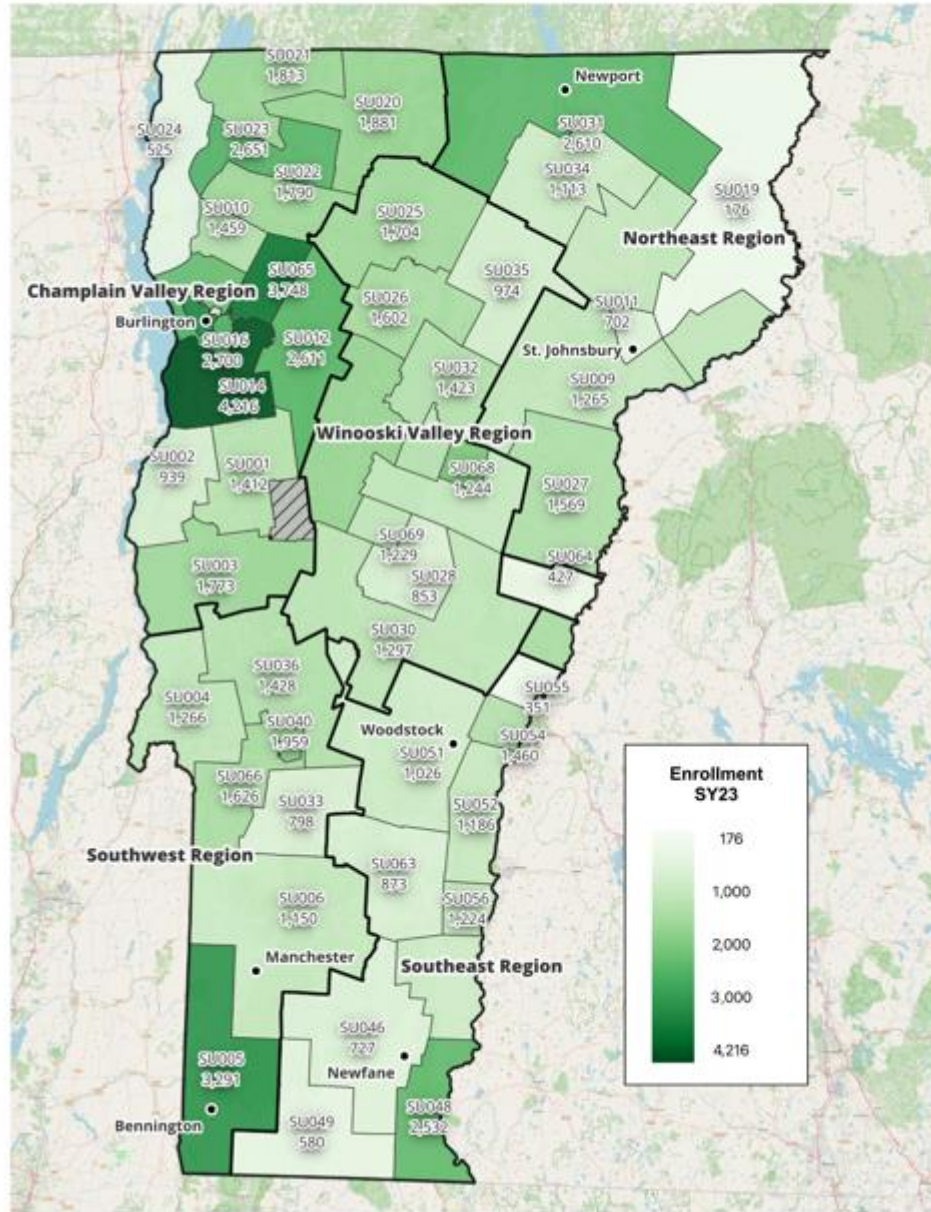 SU021
1,813
Newport
SU020
1,881
SU024
525
SU023
2,651
SU031
2,610
SU022
1,790
SU034
1,113
SU019
176
SU010
1,459
SU025
1,704
Northeast Region
SU065
3,748
SU035
974
Champlain Valley Region
SU026
1,602
SU011
702
Burlington
SU016
2,700
SU012
2,611
St. Johnsbury
SU032
1,423
SU009
1,265
SU014
4,216
Winooski Valley Region
SU002
939
SU001
1,412
SU068
1,244
SU027
1,569
SU069
1,229
SU064
427
SU003
1,773
SU028
853
SU030
1,297
SU036
1,428
SU055
351
SU004
1,266
SU040
1,959
Woodstock
SU051
1,026
SU054
1,460
SU066
1,626
SU033
798
SU052
1,186
Southwest Region
SU063
873
SU006
1,150
SU056
1,224
Manchester
Southeast Region
SU046
727
Newfane
SU005
3,291
Bennington
SU049
580
SU048
2,532
Enrollment
SY23
176
1,000
2,000
3,000
4,216